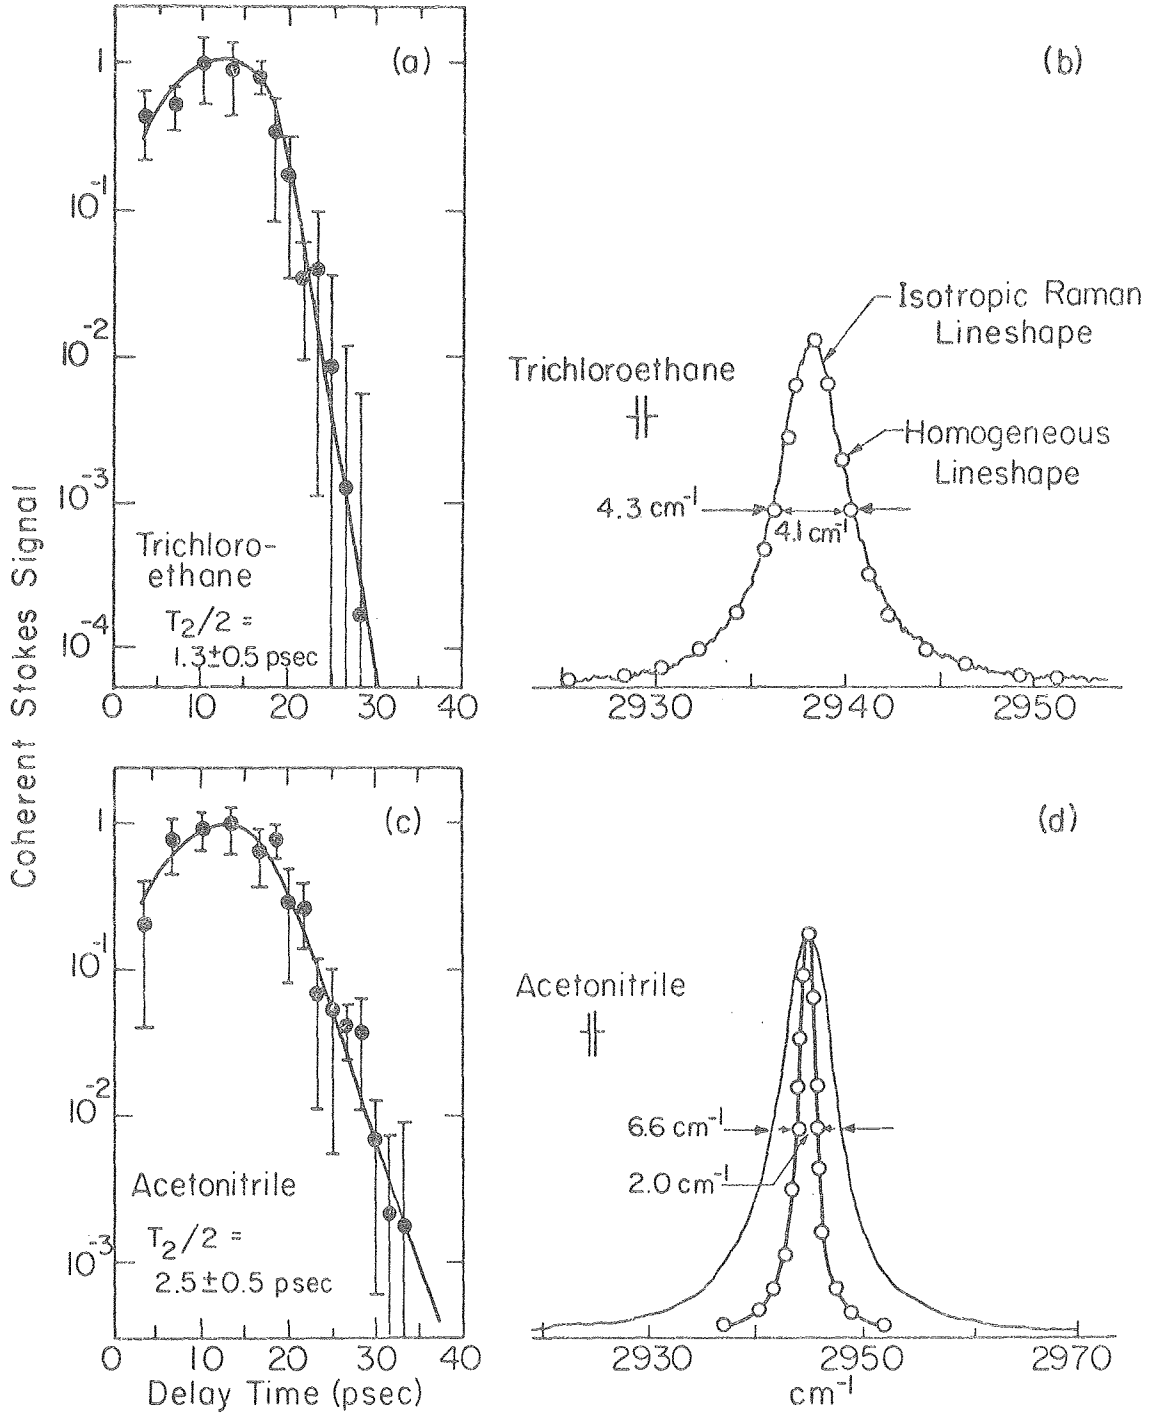 Coherent Stokes Signal
(a)
1
10⁻¹
10⁻²
10⁻³
10⁻⁴
Trichloro-
ethane
T₂/2 =
1.3±0.5 psec
0 10 20 30 40
(b)
Isotropic Raman
Lineshape
Trichloroethane
Homogeneous
Lineshape
4.3 cm⁻¹
4.1 cm⁻¹
2930 2940 2950
(c)
1
10⁻¹
10⁻²
10⁻³
Acetonitrile
T₂/2 =
2.5±0.5 psec
0 10 20 30 40
Delay Time (psec)
(d)
Acetonitrile
6.6 cm⁻¹
2.0 cm⁻¹
2930 2950 2970
cm⁻¹